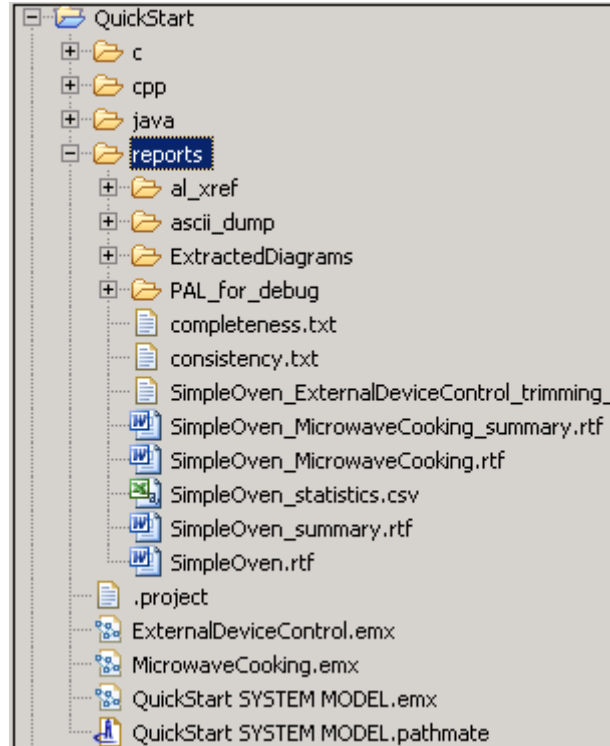 QuickStart
c
cpp
java
reports
al_xref
ascii_dump
ExtractedDiagrams
PAL_for_debug
completeness.txt
consistency.txt
SimpleOven_ExternalDeviceControl_trimming_
SimpleOven_MicrowaveCooking_summary.rtf
SimpleOven_MicrowaveCooking.rtf
SimpleOven_statistics.csv
SimpleOven_summary.rtf
SimpleOven.rtf
.project
ExternalDeviceControl.emx
MicrowaveCooking.emx
QuickStart SYSTEM MODEL.emx
QuickStart SYSTEM MODEL.pathmate